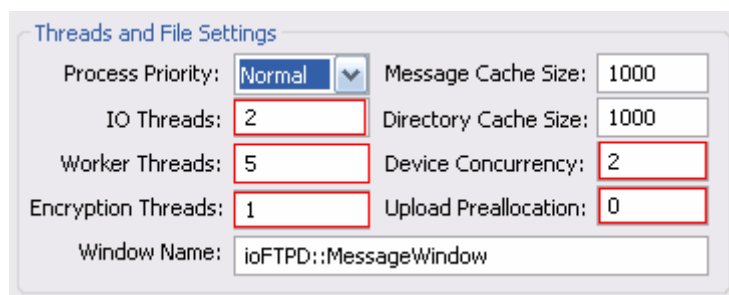 Threads and File Settings
Process Priority: Normal Message Cache Size: 1000
IO Threads: 2 Directory Cache Size: 1000
Worker Threads: 5 Device Concurrency: 2
Encryption Threads: 1 Upload Preallocation: 0
Window Name: ioFTPD::MessageWindow